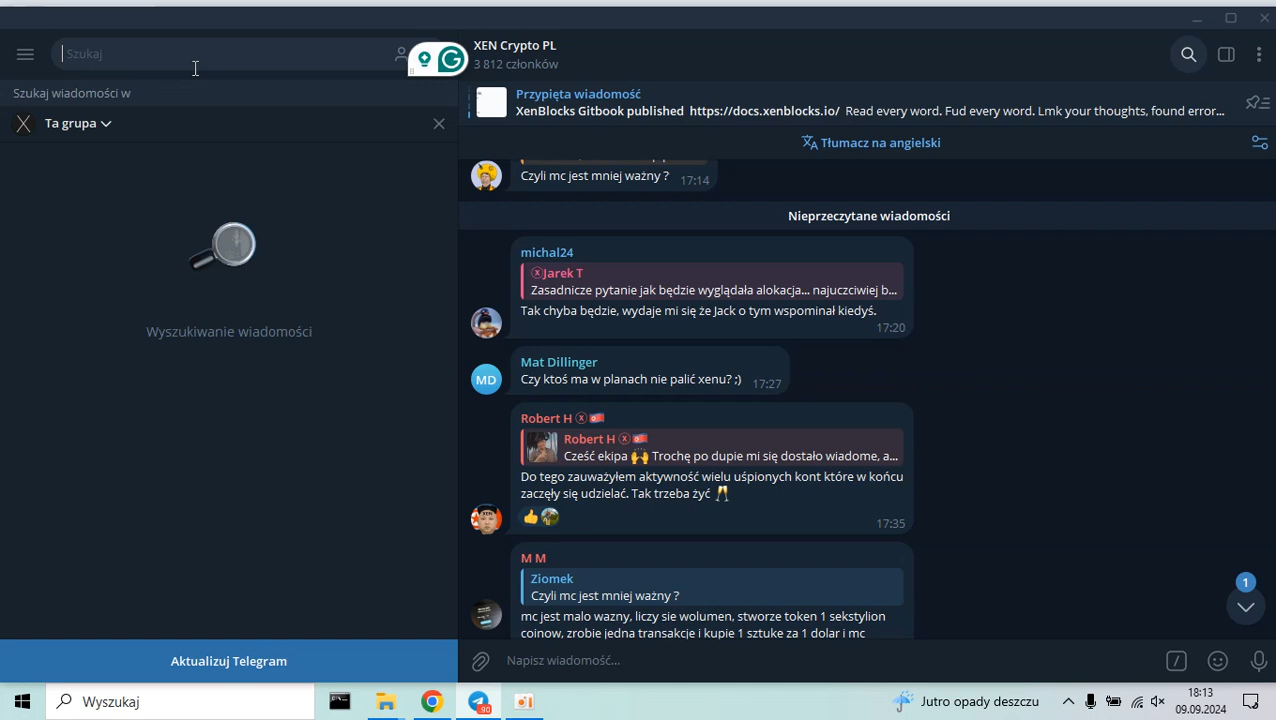 Szukaj
Szukaj wiadomości w
Ta grupa
Wyszukiwanie wiadomości
Aktualizuj Telegram
XEN Crypto PL
3 812 członków
Przypięta wiadomość
XenBlocks Gitbook published https://docs.xenblocks.io/ Read every word. Fud every word. Lmk your thoughts, found error...
Tłumacz na angielski
Czyli mc jest mniej ważny ? 17:14
Nieprzeczytane wiadomości
michal24
ⓧJarek T
Zasadnicze pytanie jak będzie wyglądała alokacja... najuczciwiej b...
Tak chyba będzie, wydaje mi się że Jack o tym wspominał kiedyś.
17:20
MD
Mat Dillinger
Czy ktoś ma w planach nie palić xenu? ;) 17:27
Robert H ⓧ🇰🇵
Robert H ⓧ🇰🇵
Cześć ekipa 🙌 Trochę po dupie mi się dostało wiadome, a...
Do tego zauważyłem aktywność wielu uśpionych kont które w końcu
zaczęły się udzielać. Tak trzeba żyć 🥂
17:35
M M
Ziomek
Czyli mc jest mniej ważny ?
mc jest malo wazny, liczy sie wolumen, stworze token 1 sekstylion
coinow, zrobie jedna transakcje i kupie 1 sztuke za 1 dolar i mc
1
Napisz wiadomość...
Wyszukaj
90
Jutro opady deszczu
18:13
09.09.2024